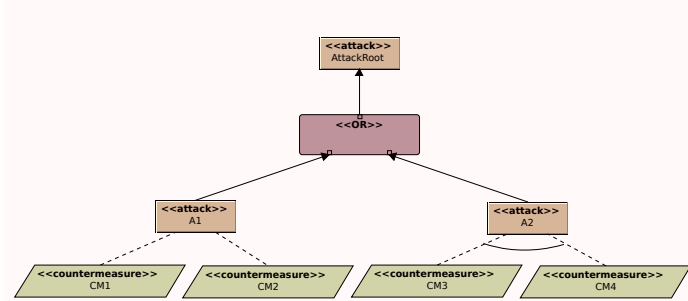 <<attack>>
AttackRoot
<<OR>>
<<attack>>
A1
<<attack>>
A2
<<countermeasure>>
CM1
<<countermeasure>>
CM2
<<countermeasure>>
CM3
<<countermeasure>>
CM4